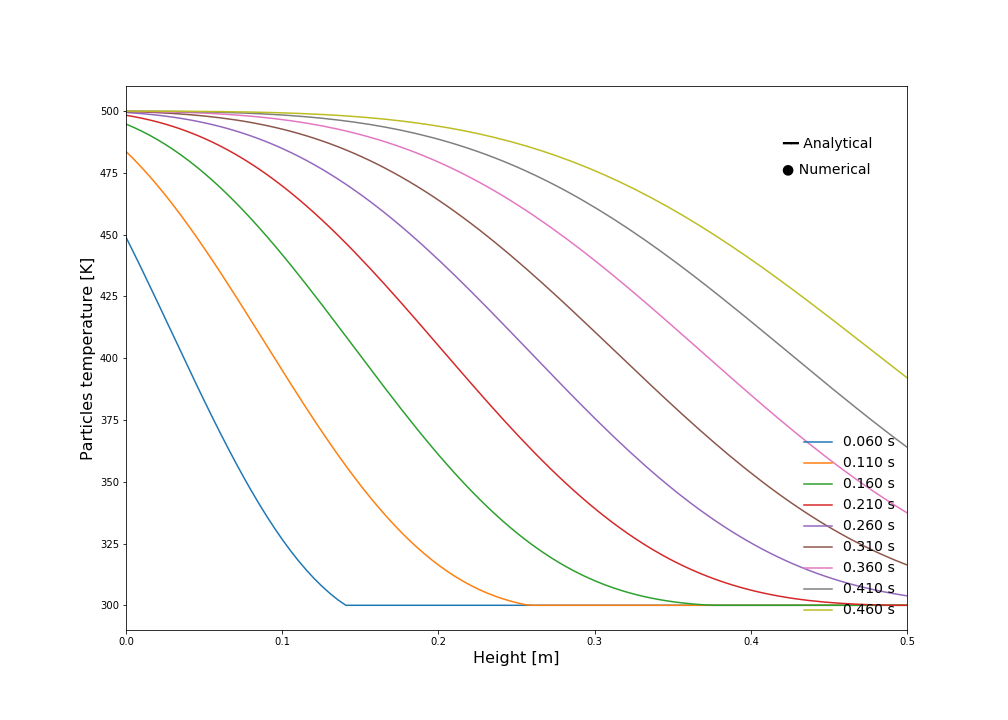 500
475
450
425
400
375
350
325
300
Particles temperature [K]
Analytical
Numerical
0.060 s
0.110 s
0.160 s
0.210 s
0.260 s
0.310 s
0.360 s
0.410 s
0.460 s
0.0 0.1 0.2 0.3 0.4 0.5
Height [m]